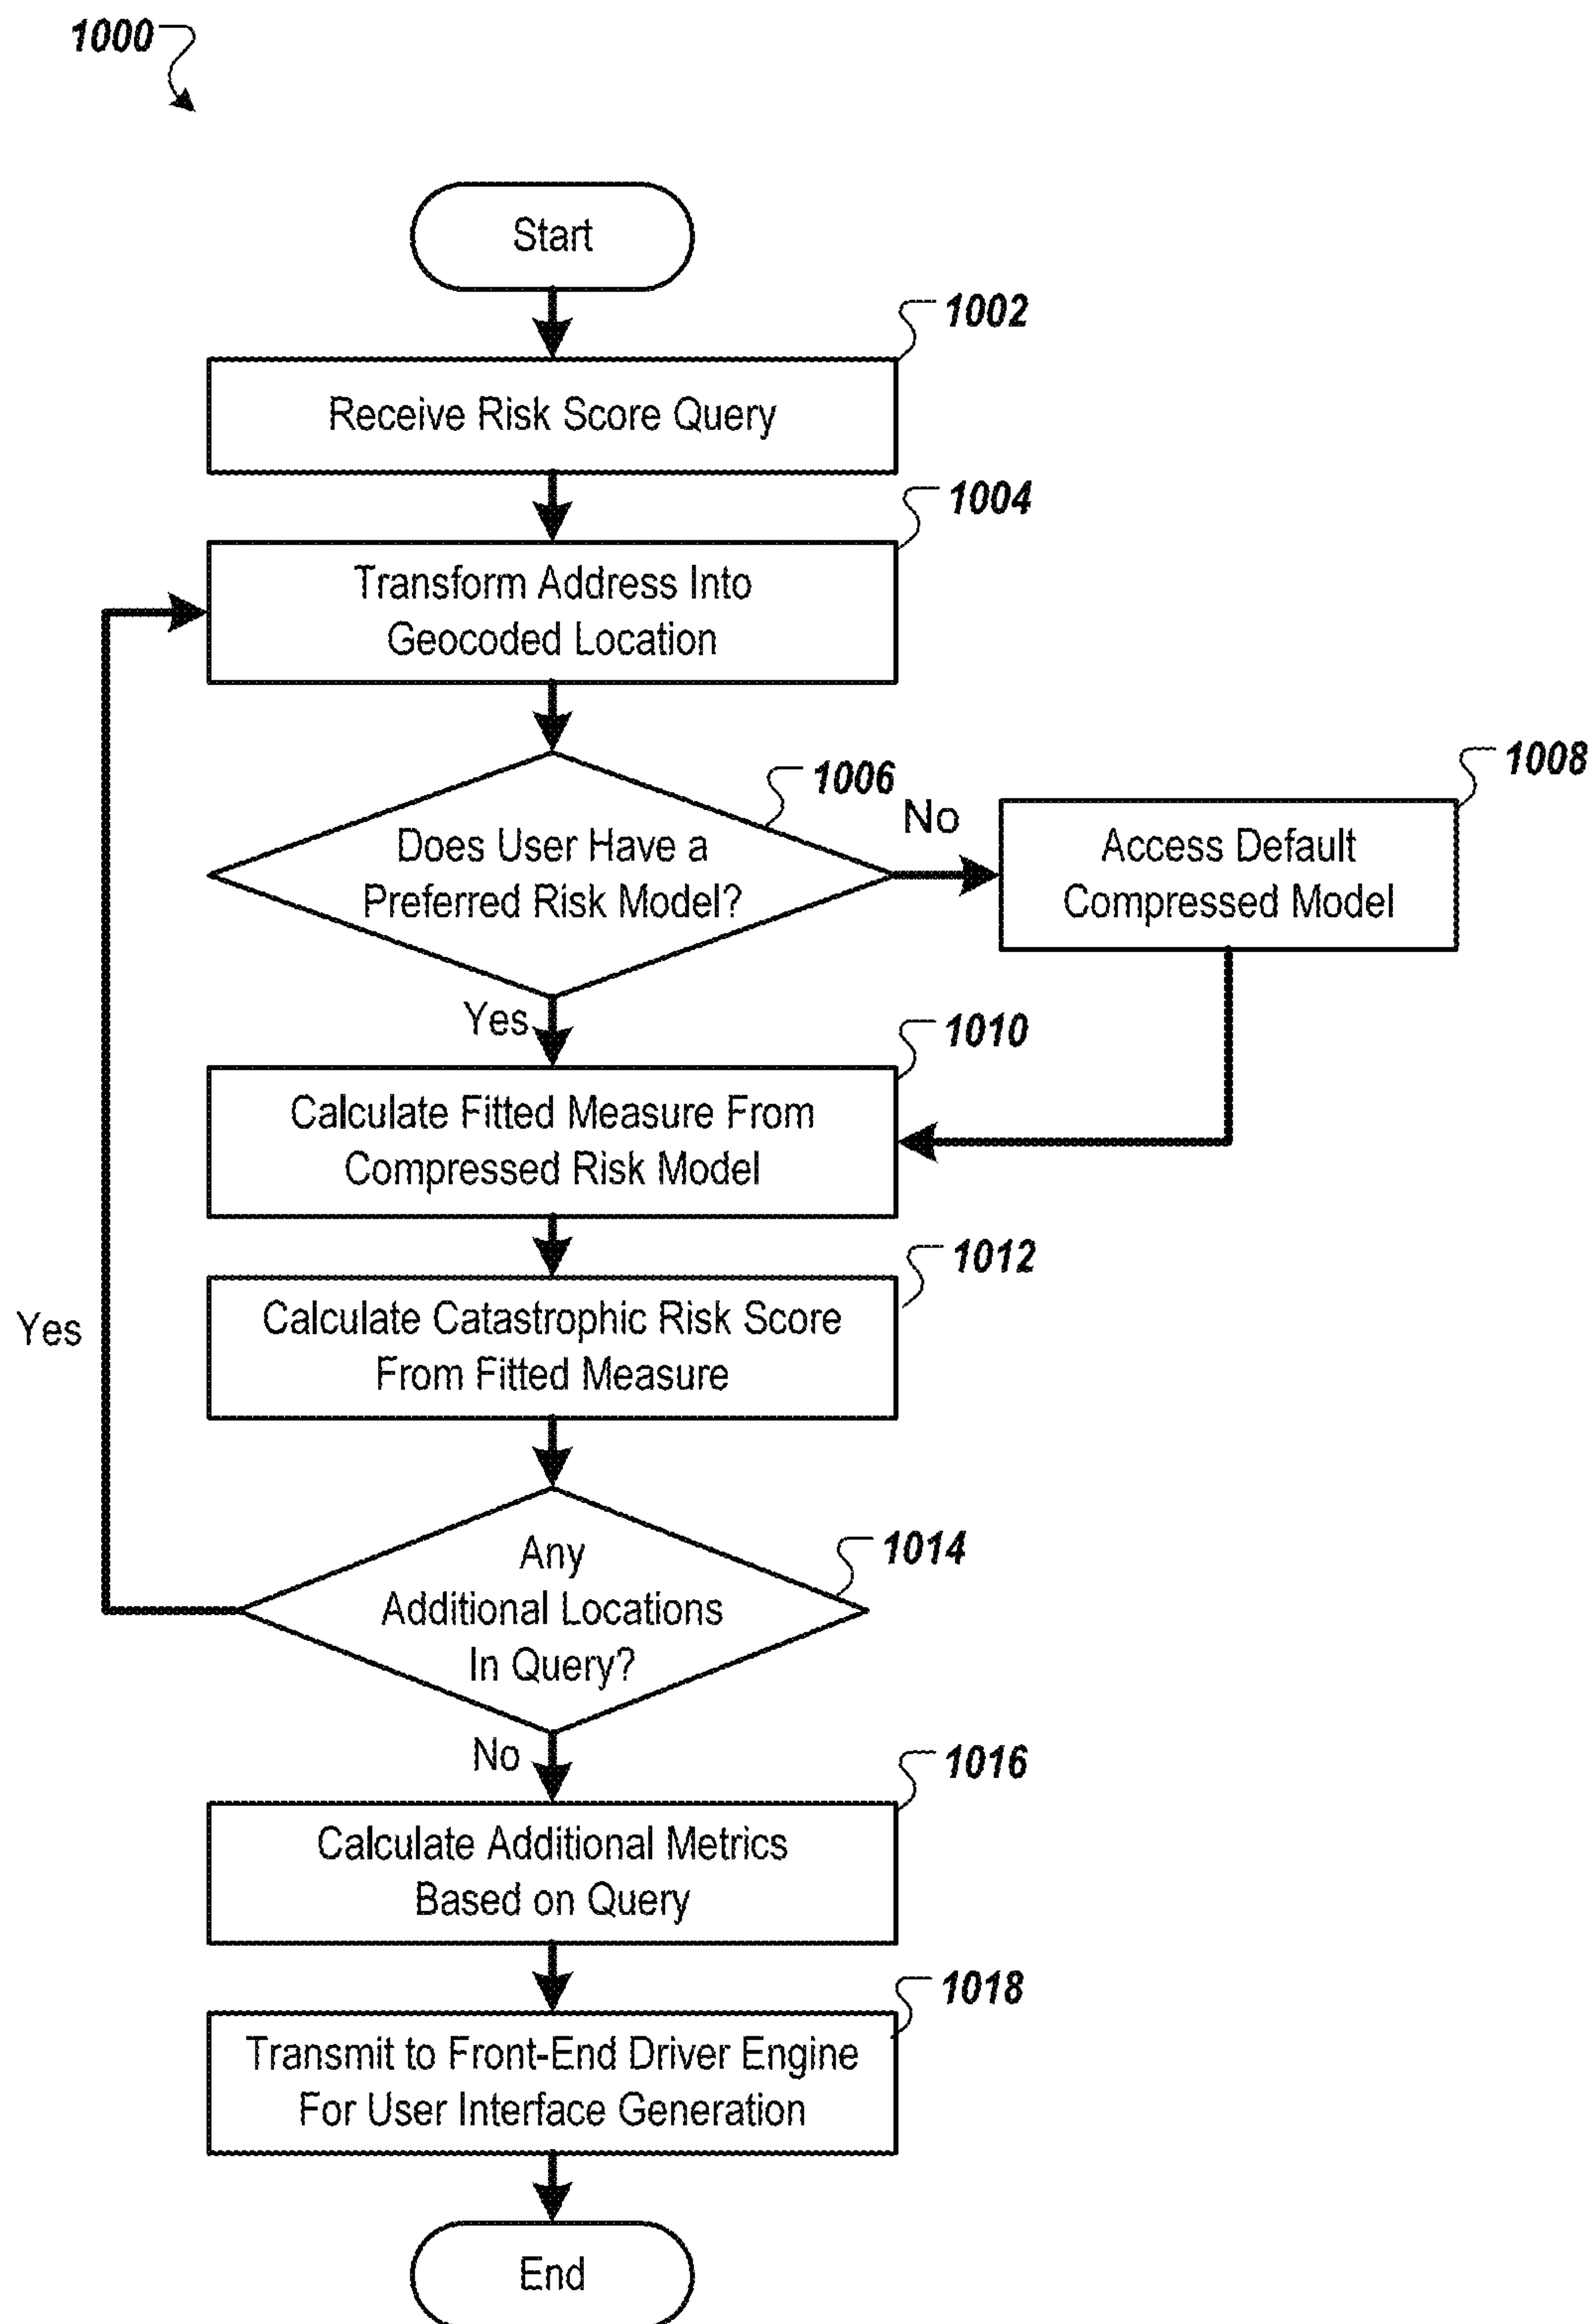 1000
Start
1002
Receive Risk Score Query
1004
Transform Address Into
Geocoded Location
1006
Does User Have a
Preferred Risk Model?
No
1008
Access Default
Compressed Model
Yes
1010
Calculate Fitted Measure From
Compressed Risk Model
1012
Calculate Catastrophic Risk Score
From Fitted Measure
Yes
1014
Any
Additional Locations
In Query?
No
1016
Calculate Additional Metrics
Based on Query
1018
Transmit to Front-End Driver Engine
For User Interface Generation
End